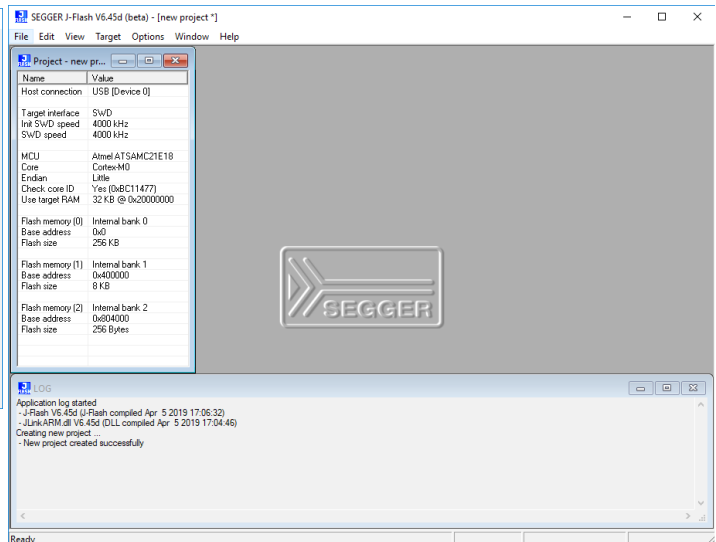 SEGGER J-Flash V6.45d (beta) - [new project *]
File Edit View Target Options Window Help
Project - new pr...
Name Value
Host connection USB [Device 0]
Target interface SWD
Init SWD speed 4000 kHz
SWD speed 4000 kHz
MCU Atmel ATSAMC21E18
Core Cortex-M0
Endian Little
Check core ID Yes (0xBC11477)
Use target RAM 32 KB @ 0x20000000
Flash memory (0) Internal bank 0
Base address 0x0
Flash size 256 KB
Flash memory (1) Internal bank 1
Base address 0x400000
Flash size 8 KB
Flash memory (2) Internal bank 2
Base address 0x804000
Flash size 256 Bytes
SEGGER
LOG
Application log started
- J-Flash V6.45d (J-Flash compiled Apr 5 2019 17:06:32)
- JLinkARM.dll V6.45d (DLL compiled Apr 5 2019 17:04:46)
Creating new project ...
- New project created successfully
Ready